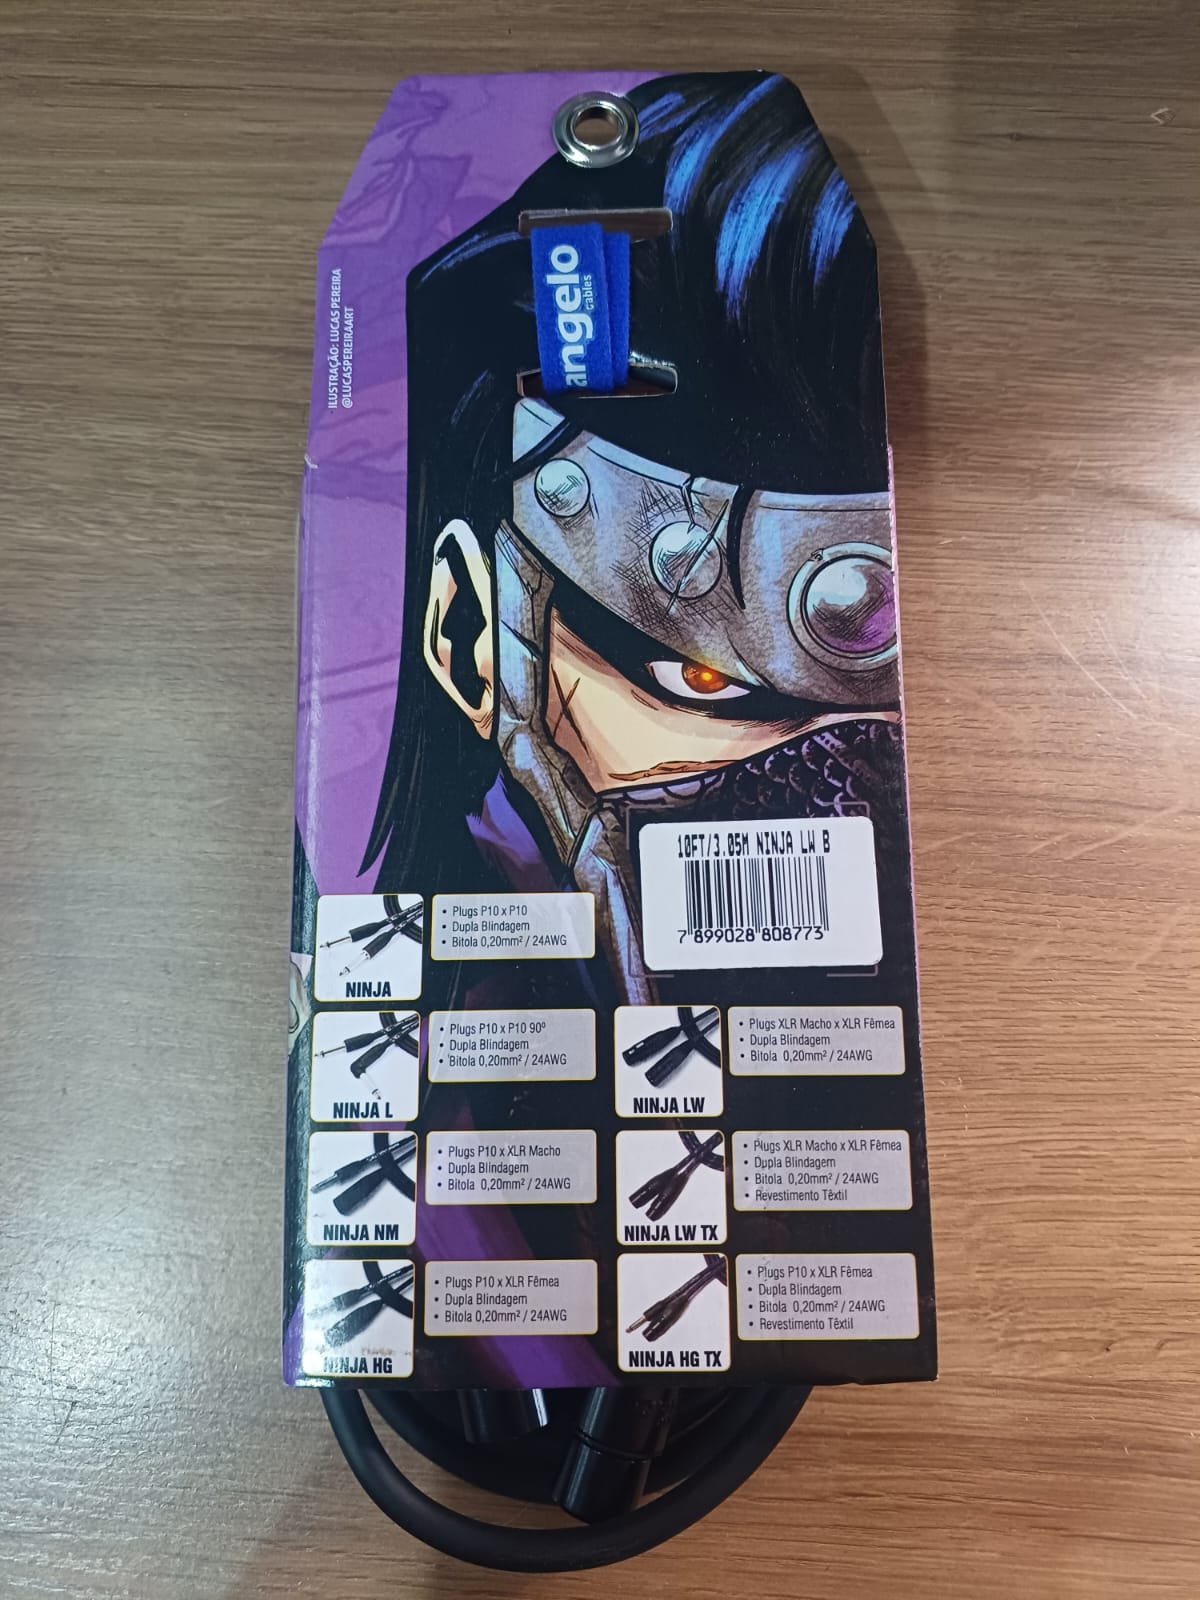 angelo
cables
ILUSTRAÇÃO: LUCAS PEREIRA
@LUCASPEREIRAART
10FT/3.05M NINJA LW B
7 899028 808773
• Plugs P10 x P10
• Dupla Blindagem
• Bitola 0,20mm² / 24AWG
NINJA
• Plugs P10 x P10 90º
• Dupla Blindagem
• Bitola 0,20mm² / 24AWG
NINJA L
• Plugs P10 x XLR Macho
• Dupla Blindagem
• Bitola 0,20mm² / 24AWG
NINJA NM
• Plugs P10 x XLR Fêmea
• Dupla Blindagem
• Bitola 0,20mm² / 24AWG
NINJA HG
• Plugs XLR Macho x XLR Fêmea
• Dupla Blindagem
• Bitola 0,20mm² / 24AWG
NINJA LW
• Plugs XLR Macho x XLR Fêmea
• Dupla Blindagem
• Bitola 0,20mm² / 24AWG
• Revestimento Têxtil
NINJA LW TX
• Plugs P10 x XLR Fêmea
• Dupla Blindagem
• Bitola 0,20mm² / 24AWG
• Revestimento Têxtil
NINJA HG TX